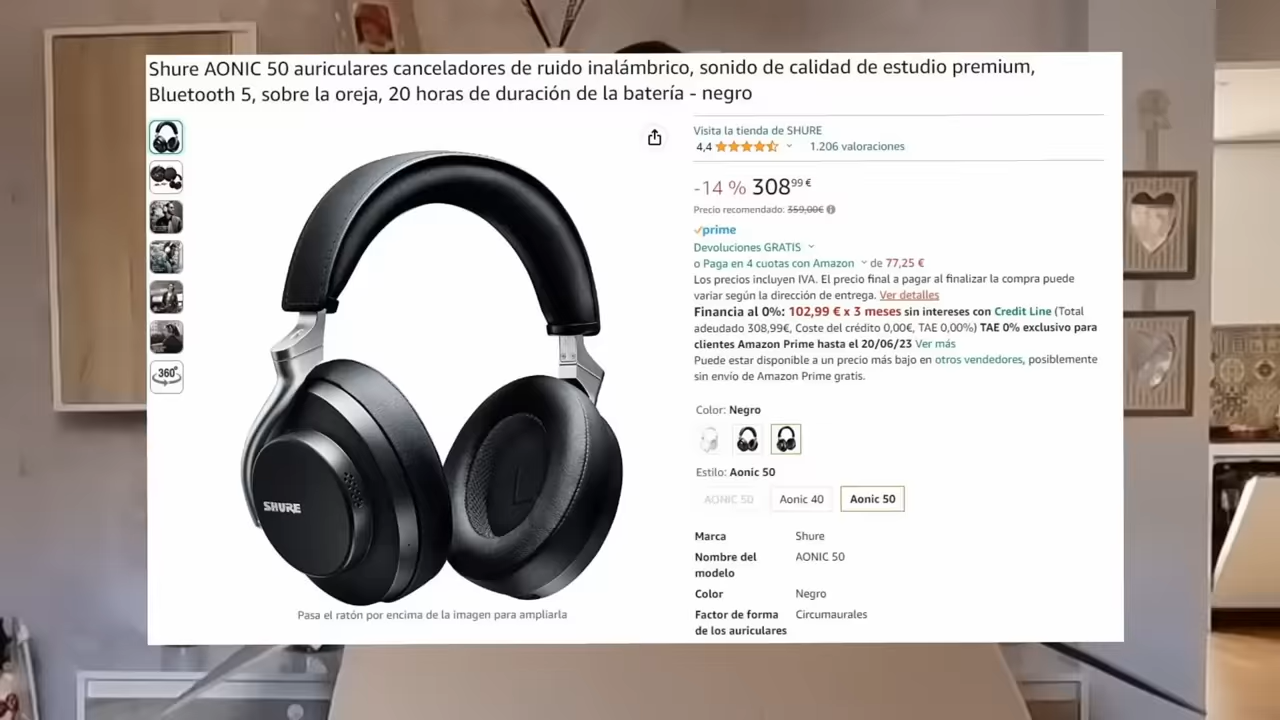 Shure AONIC 50 auriculares canceladores de ruido inalámbrico, sonido de calidad de estudio premium,
Bluetooth 5, sobre la oreja, 20 horas de duración de la batería - negro
Visita la tienda de SHURE
4,4 1.206 valoraciones
-14 % 308,99 €
Precio recomendado: 359,00€
prime
Devoluciones GRATIS
o Paga en 4 cuotas con Amazon de 77,25 €
Los precios incluyen IVA. El precio final a pagar al finalizar la compra puede
variar según la dirección de entrega. Ver detalles
Financia al 0%: 102,99 € x 3 meses sin intereses con Credit Line (Total
adeudado 308,99€, Coste del crédito 0,00€, TAE 0,00%) TAE 0% exclusivo para
clientes Amazon Prime hasta el 20/06/23 Ver más
Puede estar disponible a un precio más bajo en otros vendedores, posiblemente
sin envío de Amazon Prime gratis.
360°
SHURE
L
Pasa el ratón por encima de la imagen para ampliarla
Color: Negro
Estilo: Aonic 50
AONIC 50 Aonic 40 Aonic 50
Marca Shure
Nombre del AONIC 50
modelo
Color Negro
Factor de forma Circumaurales
de los auriculares